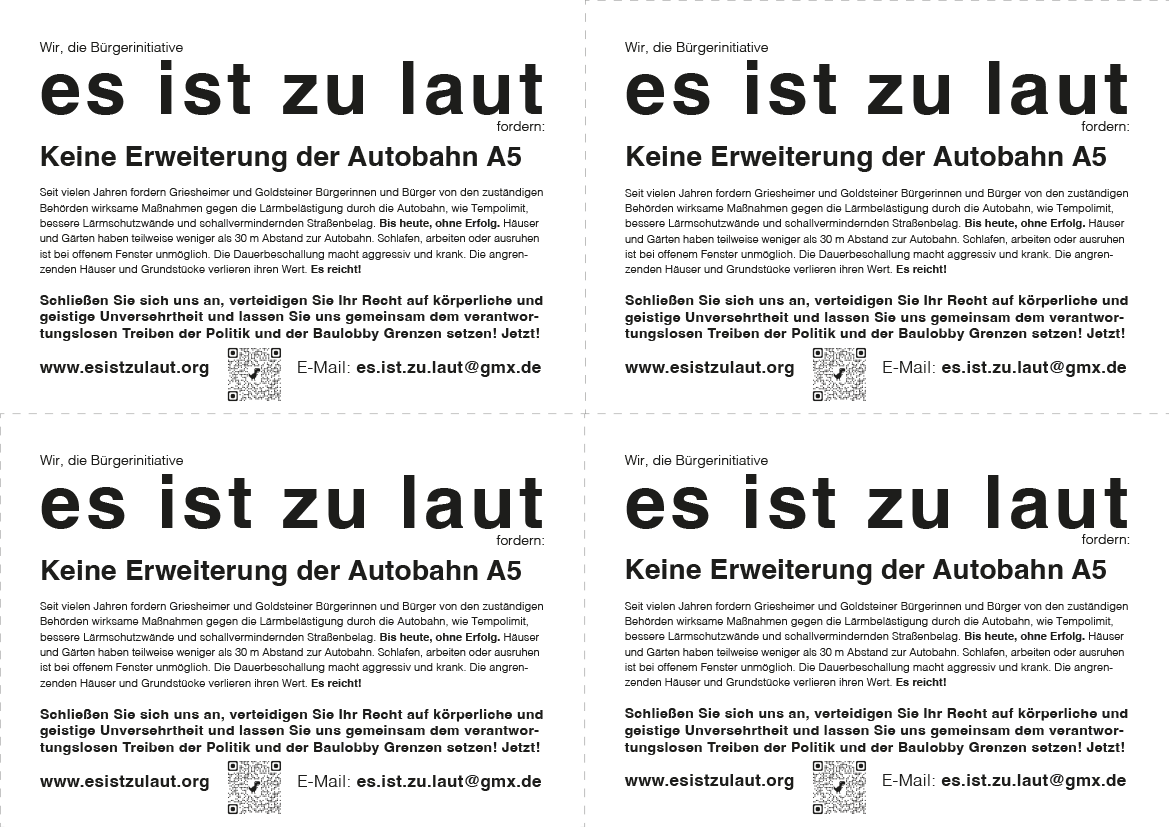 Wir, die Bürgerinitiative
es ist zu laut
fordern:
Keine Erweiterung der Autobahn A5
Seit vielen Jahren fordern Griesheimer und Goldsteiner Bürgerinnen und Bürger von den zuständigen
Behörden wirksame Maßnahmen gegen die Lärmbelästigung durch die Autobahn, wie Tempolimit,
bessere Lärmschutzwände und schallvermindernden Straßenbelag. Bis heute, ohne Erfolg. Häuser
und Gärten haben teilweise weniger als 30 m Abstand zur Autobahn. Schlafen, arbeiten oder ausruhen
ist bei offenem Fenster unmöglich. Die Dauerbeschallung macht aggressiv und krank. Die angren-
zenden Häuser und Grundstücke verlieren ihren Wert. Es reicht!
Schließen Sie sich uns an, verteidigen Sie Ihr Recht auf körperliche und
geistige Unversehrtheit und lassen Sie uns gemeinsam dem verantwor-
tungslosen Treiben der Politik und der Baulobby Grenzen setzen! Jetzt!
www.esistzulaut.org E-Mail: es.ist.zu.laut@gmx.de
Wir, die Bürgerinitiative
es ist zu laut
fordern:
Keine Erweiterung der Autobahn A5
Seit vielen Jahren fordern Griesheimer und Goldsteiner Bürgerinnen und Bürger von den zuständigen
Behörden wirksame Maßnahmen gegen die Lärmbelästigung durch die Autobahn, wie Tempolimit,
bessere Lärmschutzwände und schallvermindernden Straßenbelag. Bis heute, ohne Erfolg. Häuser
und Gärten haben teilweise weniger als 30 m Abstand zur Autobahn. Schlafen, arbeiten oder ausruhen
ist bei offenem Fenster unmöglich. Die Dauerbeschallung macht aggressiv und krank. Die angren-
zenden Häuser und Grundstücke verlieren ihren Wert. Es reicht!
Schließen Sie sich uns an, verteidigen Sie Ihr Recht auf körperliche und
geistige Unversehrtheit und lassen Sie uns gemeinsam dem verantwor-
tungslosen Treiben der Politik und der Baulobby Grenzen setzen! Jetzt!
www.esistzulaut.org E-Mail: es.ist.zu.laut@gmx.de
Wir, die Bürgerinitiative
es ist zu laut
fordern:
Keine Erweiterung der Autobahn A5
Seit vielen Jahren fordern Griesheimer und Goldsteiner Bürgerinnen und Bürger von den zuständigen
Behörden wirksame Maßnahmen gegen die Lärmbelästigung durch die Autobahn, wie Tempolimit,
bessere Lärmschutzwände und schallvermindernden Straßenbelag. Bis heute, ohne Erfolg. Häuser
und Gärten haben teilweise weniger als 30 m Abstand zur Autobahn. Schlafen, arbeiten oder ausruhen
ist bei offenem Fenster unmöglich. Die Dauerbeschallung macht aggressiv und krank. Die angren-
zenden Häuser und Grundstücke verlieren ihren Wert. Es reicht!
Schließen Sie sich uns an, verteidigen Sie Ihr Recht auf körperliche und
geistige Unversehrtheit und lassen Sie uns gemeinsam dem verantwor-
tungslosen Treiben der Politik und der Baulobby Grenzen setzen! Jetzt!
www.esistzulaut.org E-Mail: es.ist.zu.laut@gmx.de
Wir, die Bürgerinitiative
es ist zu laut
fordern:
Keine Erweiterung der Autobahn A5
Seit vielen Jahren fordern Griesheimer und Goldsteiner Bürgerinnen und Bürger von den zuständigen
Behörden wirksame Maßnahmen gegen die Lärmbelästigung durch die Autobahn, wie Tempolimit,
bessere Lärmschutzwände und schallvermindernden Straßenbelag. Bis heute, ohne Erfolg. Häuser
und Gärten haben teilweise weniger als 30 m Abstand zur Autobahn. Schlafen, arbeiten oder ausruhen
ist bei offenem Fenster unmöglich. Die Dauerbeschallung macht aggressiv und krank. Die angren-
zenden Häuser und Grundstücke verlieren ihren Wert. Es reicht!
Schließen Sie sich uns an, verteidigen Sie Ihr Recht auf körperliche und
geistige Unversehrtheit und lassen Sie uns gemeinsam dem verantwor-
tungslosen Treiben der Politik und der Baulobby Grenzen setzen! Jetzt!
www.esistzulaut.org E-Mail: es.ist.zu.laut@gmx.de